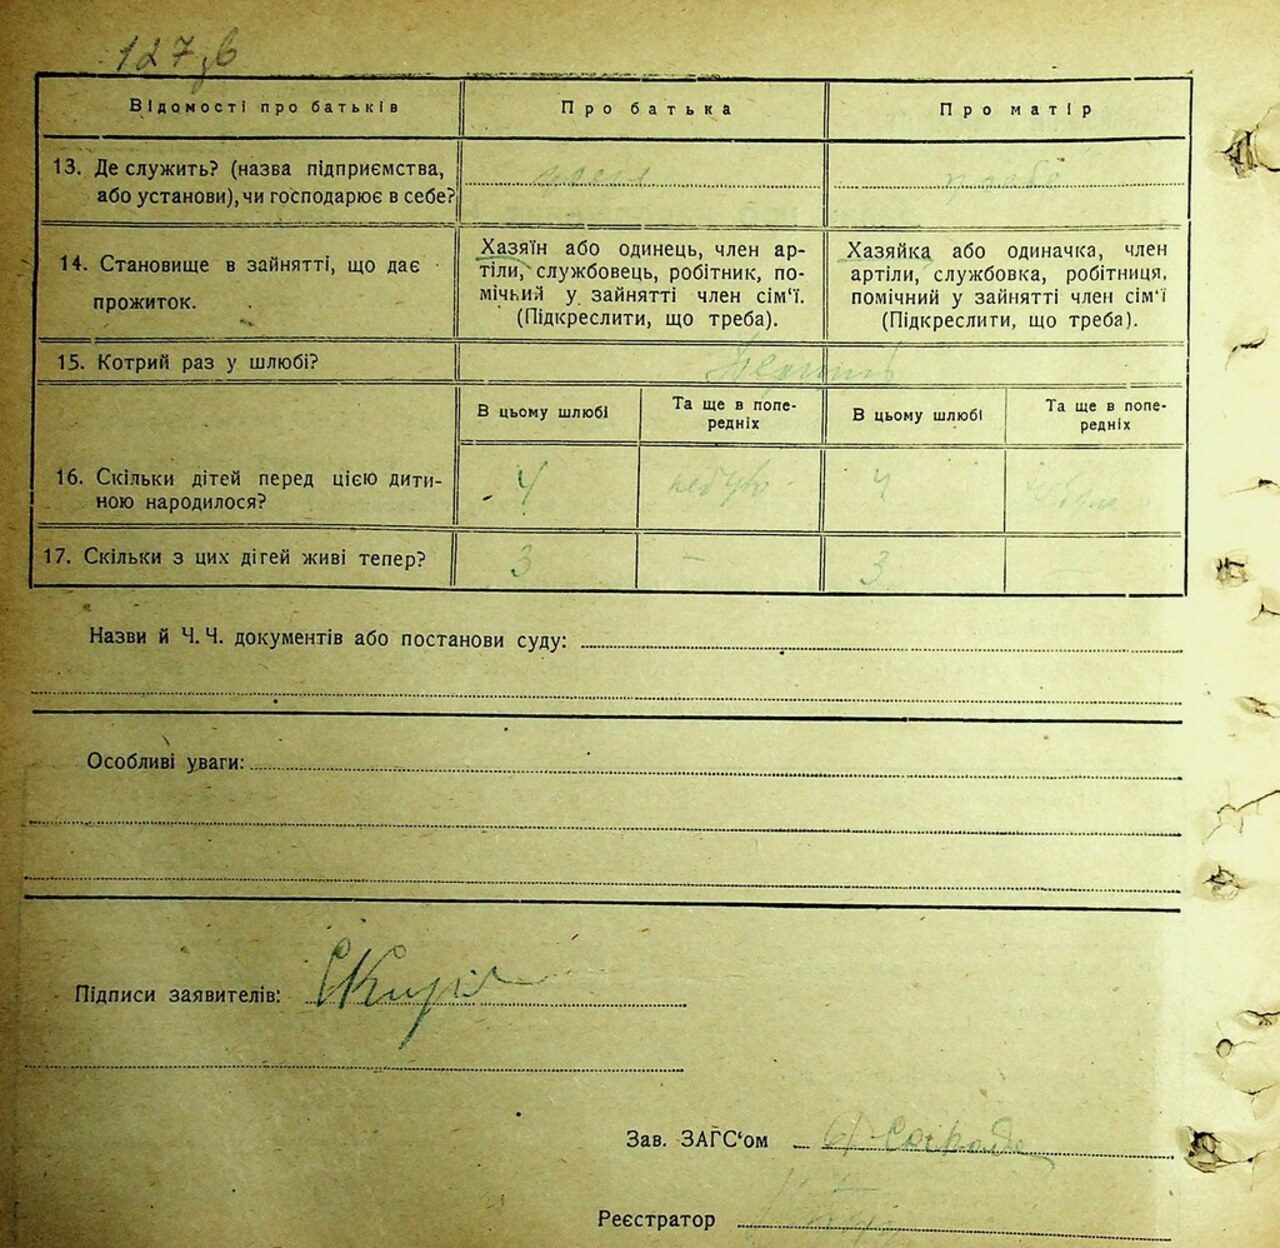 127зв
Відомості про батьків
Про батька
Про матір
13. Де служить? (назва підприємства,
або установи), чи господарює в себе?
14. Становище в зайнятті, що дає
прожиток.
Хазяїн або одинець, член ар-
тілі, службовець, робітник, по-
мічьий у зайнятті член сім‘ї.
(Підкреслити, що треба).
Хазяйка або одиначка, член
артіли, службовка, робітниця,
помічний у зайнятті член сім‘ї
(Підкреслити, що треба).
15. Котрий раз у шлюбі?
В цьому шлюбі
Та ще в попе-
редніх
В цьому шлюбі
Та ще в попе-
редніх
16. Скільки дітей перед цією дити-
ною народилося?
4
4
17. Скільки з цих дігей живі тепер?
3
–
3
Назви й Ч. Ч. документів або постанови суду:
Особливі уваги:
Підписи заявителів:
Зав. ЗАГС‘ом
Реєстратор